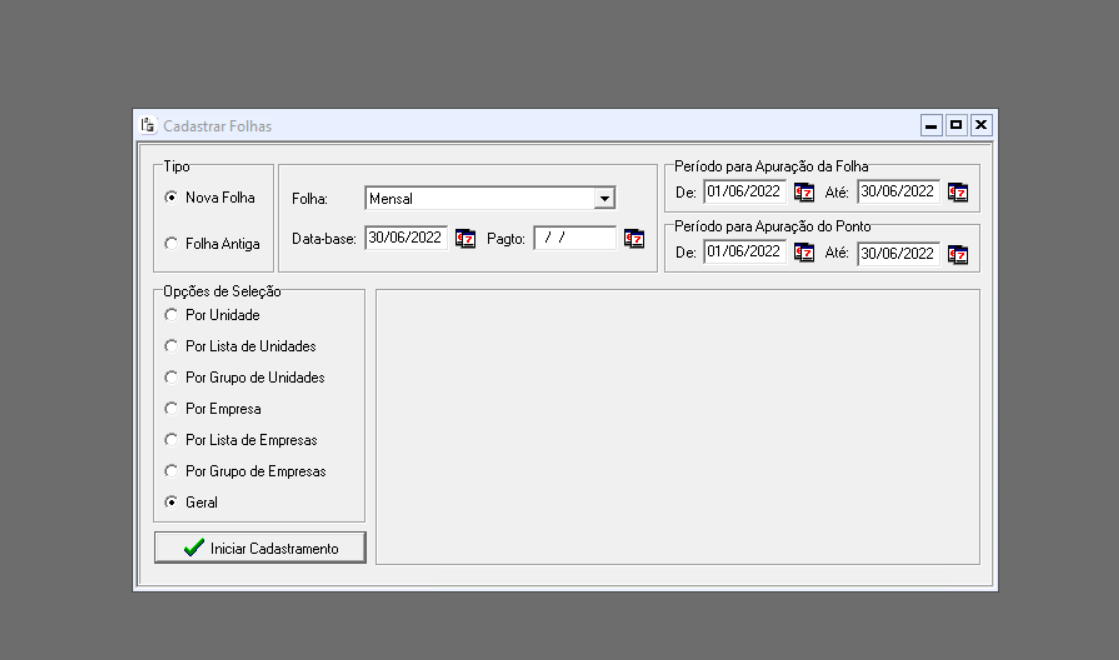 Cadastrar Folhas
Tipo
Nova Folha
Folha Antiga
Folha: Mensal
Data-base: 30/06/2022 Pagto: / /
Período para Apuração da Folha
De: 01/06/2022 Até: 30/06/2022
Período para Apuração do Ponto
De: 01/06/2022 Até: 30/06/2022
Opções de Seleção
Por Unidade
Por Lista de Unidades
Por Grupo de Unidades
Por Empresa
Por Lista de Empresas
Por Grupo de Empresas
Geral
Iniciar Cadastramento